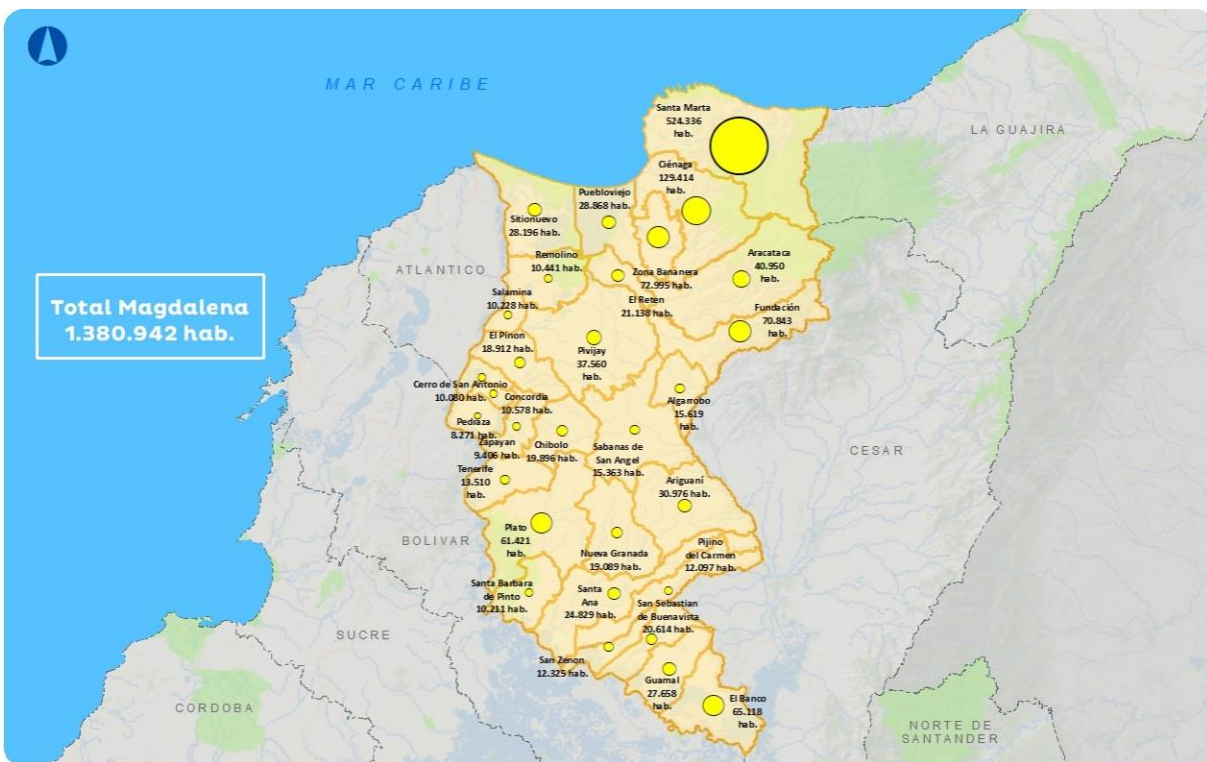 MAR CARIBE
LA GUAJIRA
ATLANTICO
CESAR
BOLIVAR
SUCRE
CORDOBA
NORTE DE
SANTANDER
Total Magdalena
1.380.942 hab.
Santa Marta
524.336
hab.
Ciénaga
129.414
hab.
Puebloviejo
28.868 hab.
Sitionuevo
28.196 hab.
Remolino
10.441 hab.
Zona Bananera
72.995 hab.
Aracataca
40.950
hab.
Salamina
10.228 hab.
El Reten
21.138 hab.
Fundación
70.843
hab.
El Pinon
18.912 hab.
Pivijay
37.560
hab.
Cerro de San Antonio
10.080 hab.
Concordia
10.578 hab.
Algarrobo
15.619
hab.
Pedraza
8.271 hab.
Zapayan
9.406 hab.
Chibolo
19.896 hab.
Sabanas de
San Angel
15.363 hab.
Tenerife
13.510
hab.
Ariguaní
30.976 hab.
Plato
61.421
hab.
Nueva Granada
19.089 hab.
Pijino
del Carmen
12.097 hab.
Santa Barbara
de Pinto
10.211 hab.
Santa
Ana
24.829 hab.
San Sebastian
de Buenavista
20.614 hab.
San Zenon
12.325 hab.
Guamal
27.658
hab.
El Banco
65.118
hab.